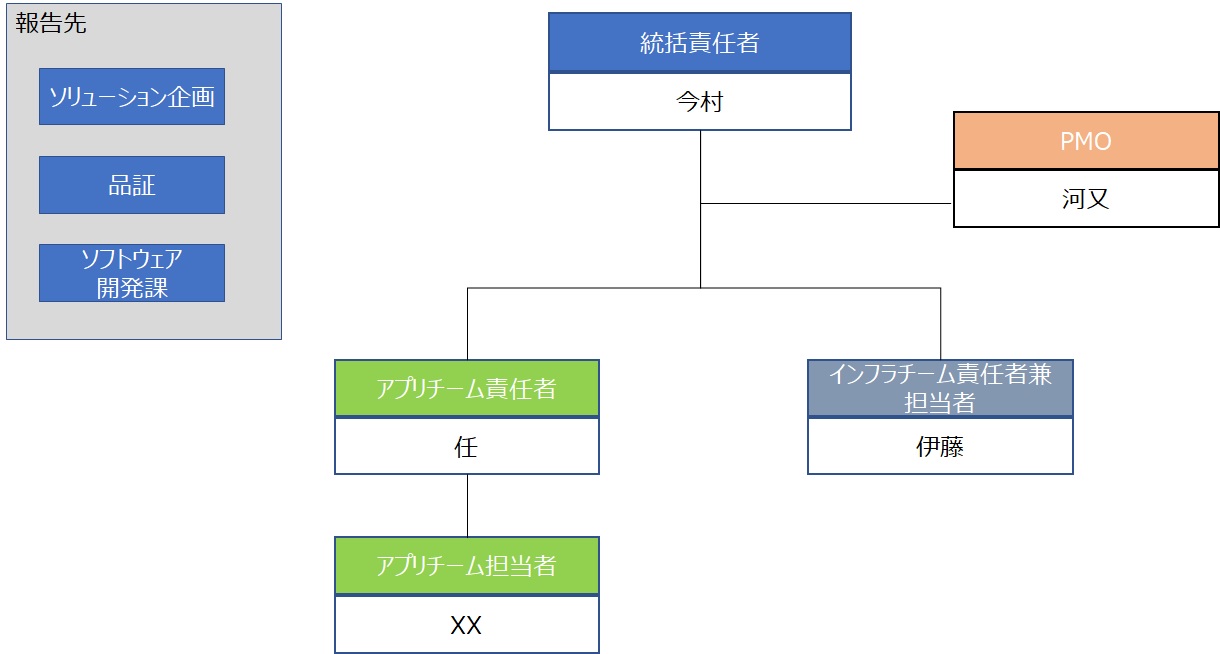 報告先
ソリューション企画
品証
ソフトウェア
開発課
統括責任者
今村
PMO
河又
アプリチーム責任者
任
インフラチーム責任者兼
担当者
伊藤
アプリチーム担当者
XX